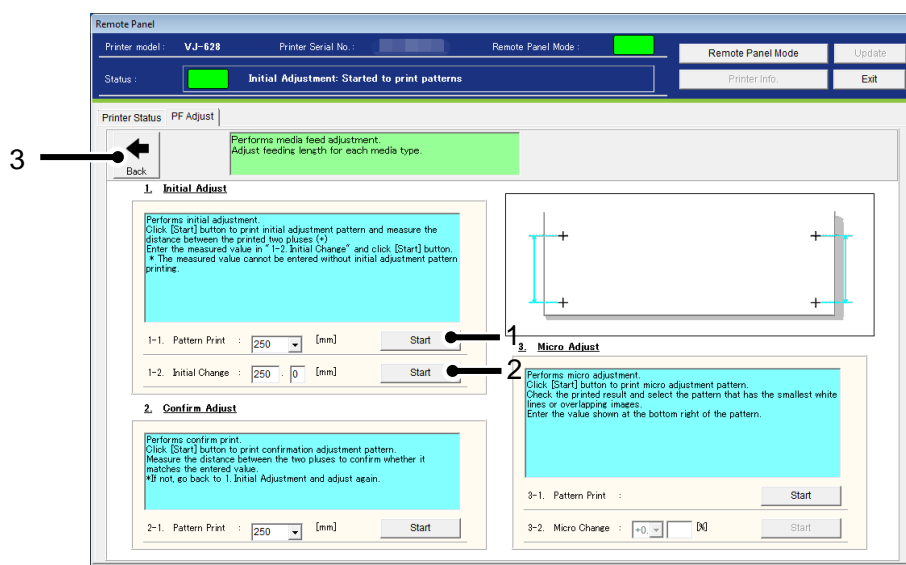 Remote Panel
Printer model : VJ-628 Printer Serial No. : Remote Panel Mode :
Remote Panel Mode Update
Status : Initial Adjustment: Started to print patterns
Printer Info. Exit
Printer Status PF Adjust
3
Back
Performs media feed adjustment.
Adjust feeding length for each media type.
1. Initial Adjust
Performs initial adjustment.
Click [Start] button to print initial adjustment pattern and measure the
distance between the printed two pluses (+)
Enter the measured value in "1-2. Initial Change" and click [Start] button.
* The measured value cannot be entered without initial adjustment pattern
printing.
1-1. Pattern Print : 250 [mm] Start 1
1-2. Initial Change : 250 . 0 [mm] Start 2
2. Confirm Adjust
Performs confirm print.
Click [Start] button to print confirmation adjustment pattern.
Measure the distance between the two pluses to confirm whether it
matches the entered value.
*If not, go back to 1. Initial Adjustment and adjust again.
2-1. Pattern Print : 250 [mm] Start
3. Micro Adjust
Performs micro adjustment.
Click [Start] button to print micro adjustment pattern.
Check the printed result and select the pattern that has the smallest white
lines or overlapping images.
Enter the value shown at the bottom right of the pattern.
3-1. Pattern Print : Start
3-2. Micro Change : +0. [%] Start